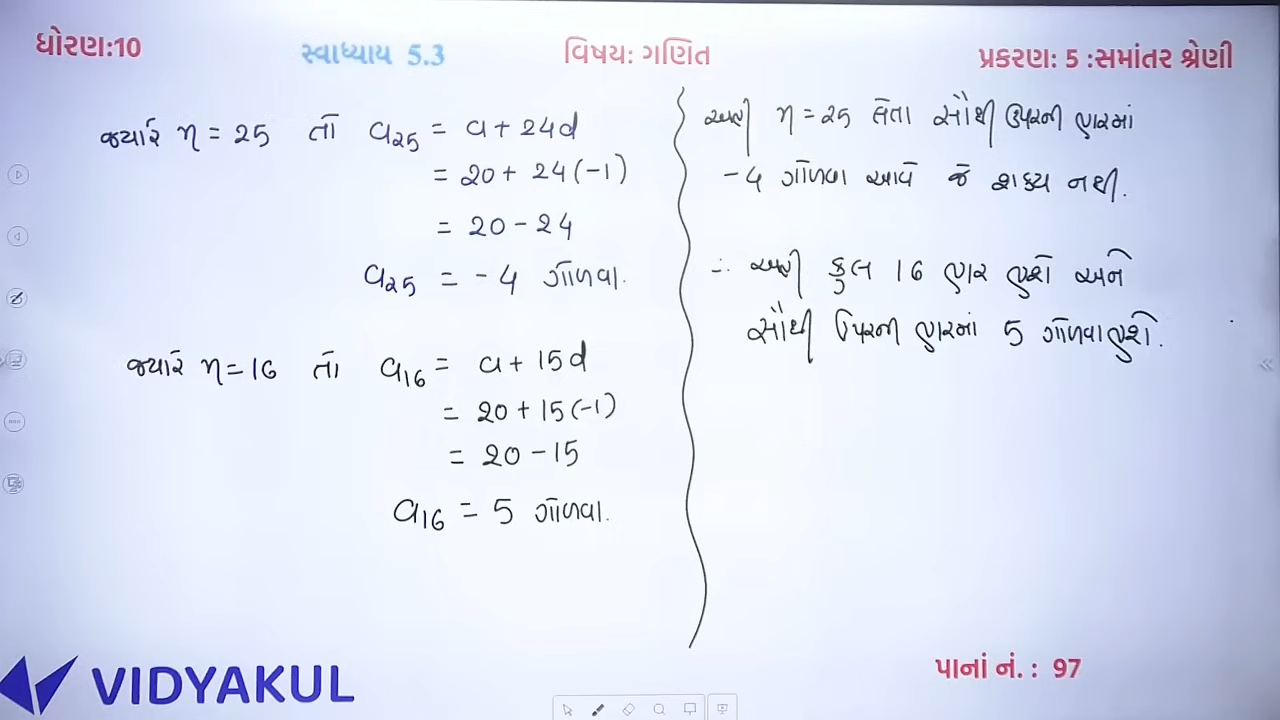 ધોરણ:10
સ્વાધ્યાય 5.3
વિષય: ગણિત
પ્રકરણ: 5 :સમાંતર શ્રેણી
જ્યારે n = 25 તો a25 = a + 24d
= 20 + 24(-1)
= 20 - 24
a25 = - 4 ગોળવા.
જ્યારે n = 16 તો a16 = a + 15d
= 20 + 15(-1)
= 20 - 15
a16 = 5 ગોળવા.
અહીં n = 25 લેતા સૌથી ઉપરની હારમાં
-4 ગોળવા આવે જે શક્ય નથી.
∴ અહીં કુલ 16 હાર હશે અને
સૌથી ઉપરની હારમાં 5 ગોળવા હશે.
VIDYAKUL
પાનાં નં. : 97